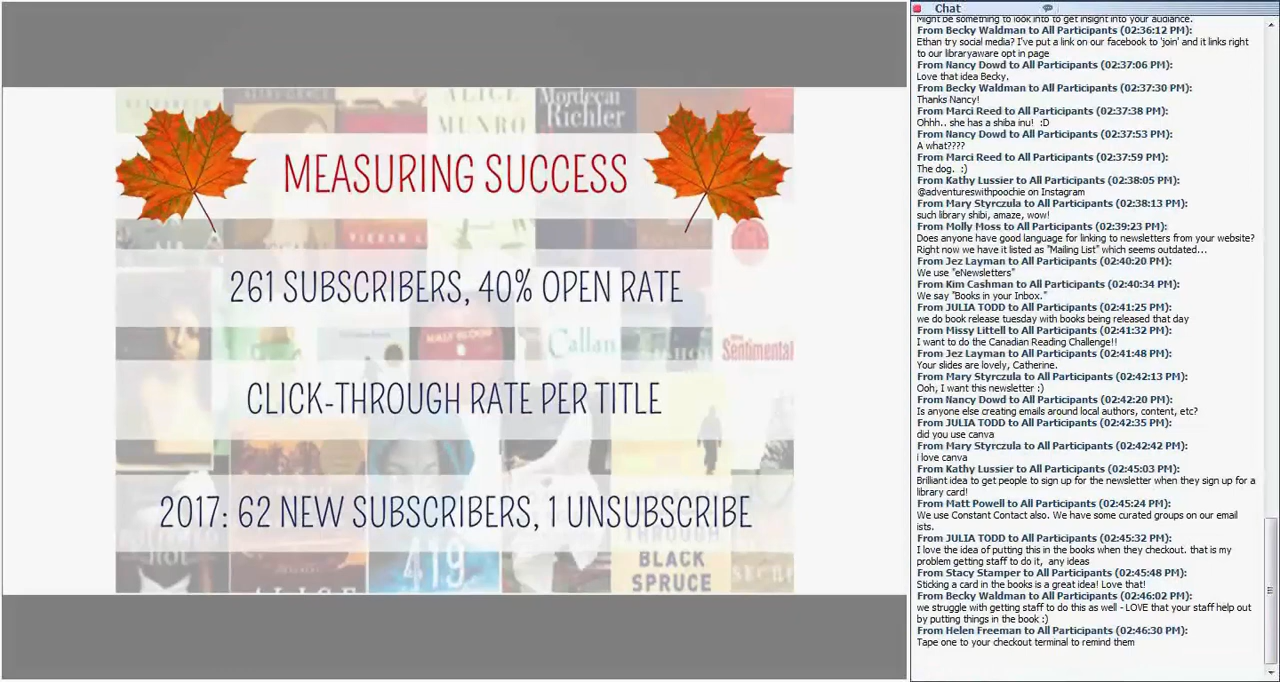 ALICE
MUNRO
Mordecai
Richler
MEASURING SUCCESS
261 SUBSCRIBERS, 40% OPEN RATE
HALF BLOOD
Callan
Sentimental
CLICK-THROUGH RATE PER TITLE
2017: 62 NEW SUBSCRIBERS, 1 UNSUBSCRIBE
419
THROUGH
BLACK
SPRUCE
ALICE
Chat
Might be something to look into to get insight into your audience.
From Becky Waldman to All Participants (02:36:12 PM):
Ethan try social media? I've put a link on our facebook to 'join' and it links right
to our libraryaware opt in page
From Nancy Dowd to All Participants (02:37:06 PM):
Love that idea Becky.
From Becky Waldman to All Participants (02:37:30 PM):
Thanks Nancy!
From Marci Reed to All Participants (02:37:38 PM):
Ohhh.. she has a shiba inu!  :D
From Nancy Dowd to All Participants (02:37:53 PM):
A what????
From Marci Reed to All Participants (02:37:59 PM):
The dog.  :)
From Kathy Lussier to All Participants (02:38:05 PM):
@adventureswithpoochie on Instagram
From Mary Styrczula to All Participants (02:38:13 PM):
such library shibi, amaze, wow!
From Molly Moss to All Participants (02:39:23 PM):
Does anyone have good language for linking to newsletters from your website?
Right now we have it listed as "Mailing List" which seems outdated...
From Jez Layman to All Participants (02:40:20 PM):
We use "eNewsletters"
From Kim Cashman to All Participants (02:40:34 PM):
We say "Books in your Inbox."
From JULIA TODD to All Participants (02:41:25 PM):
we do book release tuesday with books being released that day
From Missy Littell to All Participants (02:41:32 PM):
I want to do the Canadian Reading Challenge!!
From Jez Layman to All Participants (02:41:48 PM):
Your slides are lovely, Catherine.
From Mary Styrczula to All Participants (02:42:13 PM):
Ooh, I want this newsletter :)
From Nancy Dowd to All Participants (02:42:20 PM):
Is anyone else creating emails around local authors, content, etc?
From JULIA TODD to All Participants (02:42:35 PM):
did you use canva
From Mary Styrczula to All Participants (02:42:42 PM):
i love canva
From Kathy Lussier to All Participants (02:45:03 PM):
Brilliant idea to get people to sign up for the newsletter when they sign up for a
library card!
From Matt Powell to All Participants (02:45:24 PM):
We use Constant Contact also. We have some curated groups on our email
ists.
From JULIA TODD to All Participants (02:45:32 PM):
I love the idea of putting this in the books when they checkout. that is my
problem getting staff to do it,  any ideas
From Stacy Stamper to All Participants (02:45:48 PM):
Sticking a card in the books is a great idea! Love that!
From Becky Waldman to All Participants (02:46:02 PM):
we struggle with getting staff to do this as well - LOVE that your staff help out
by putting things in the book :)
From Helen Freeman to All Participants (02:46:30 PM):
Tape one to your checkout terminal to remind them